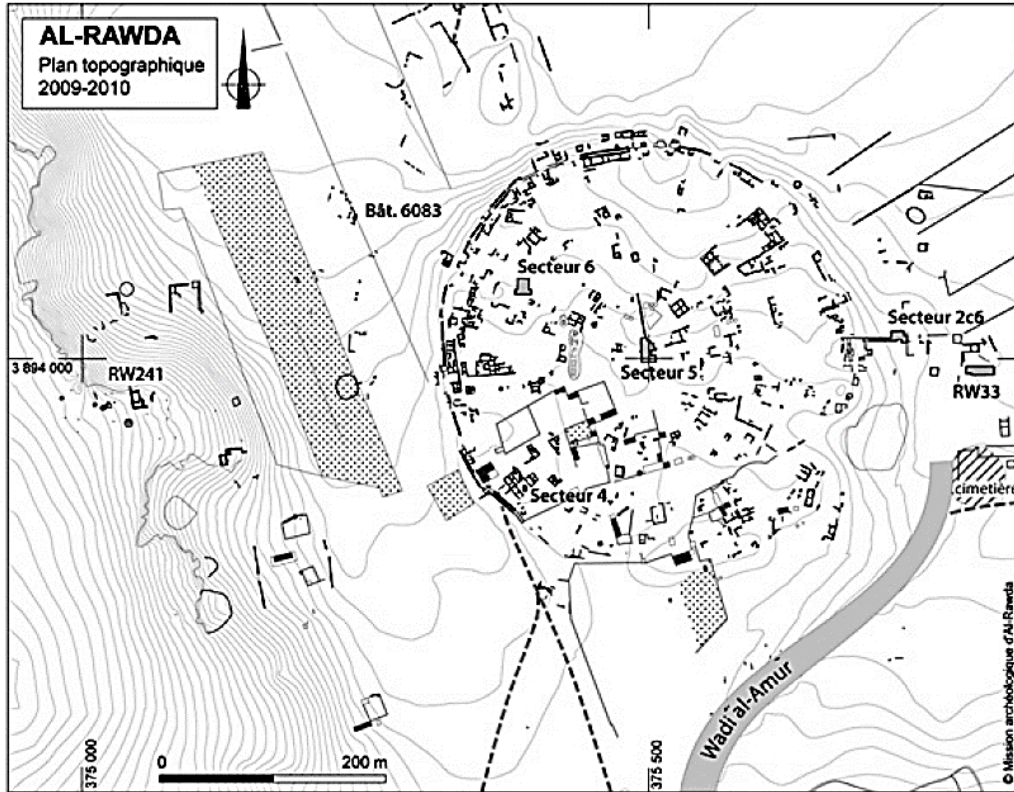 AL-RAWDA
Plan topographique
2009-2010
Bât. 6083
Secteur 6
Secteur 2c6
3 894 000
RW241
Secteur 5
RW33
Secteur 4
cimetière
Wadi al-Amur
375 000
0 200 m
375 500
© Mission archéologique d'Al-Rawda